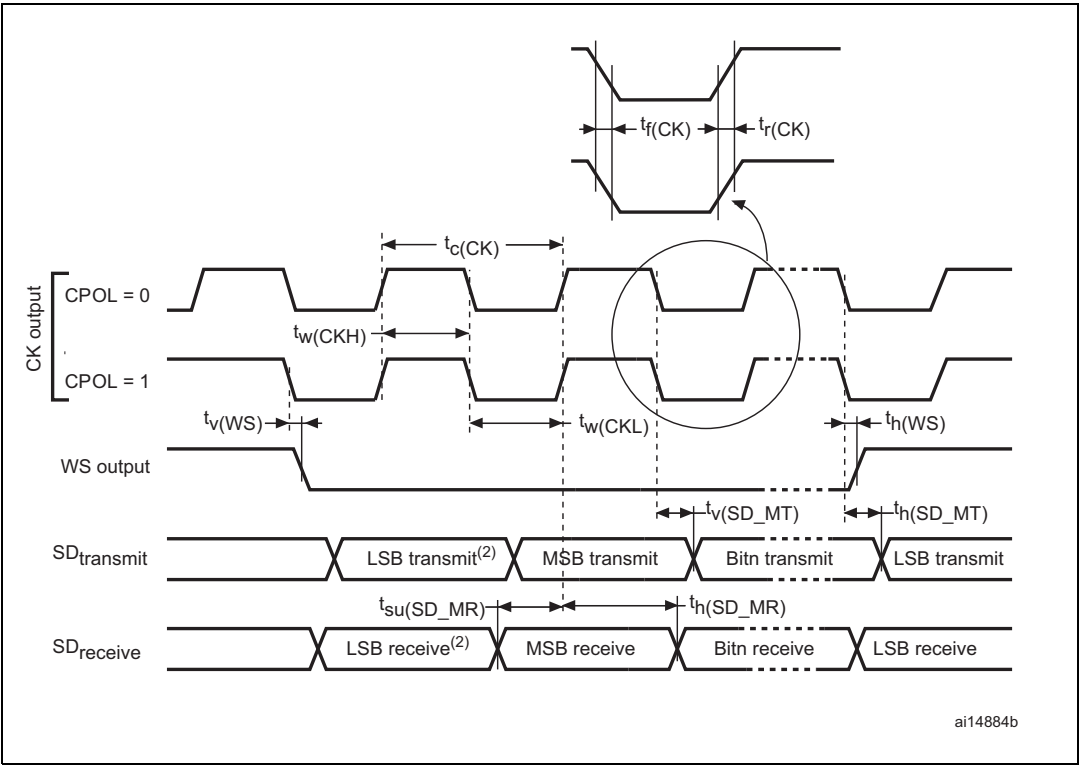 tf(CK) tr(CK)
tc(CK)
CK output
CPOL = 0
tw(CKH)
CPOL = 1
tv(WS) tw(CKL) th(WS)
WS output
tv(SD_MT) th(SD_MT)
SDtransmit LSB transmit(2) MSB transmit Bitn transmit LSB transmit
tsu(SD_MR) th(SD_MR)
SDreceive LSB receive(2) MSB receive Bitn receive LSB receive
ai14884b